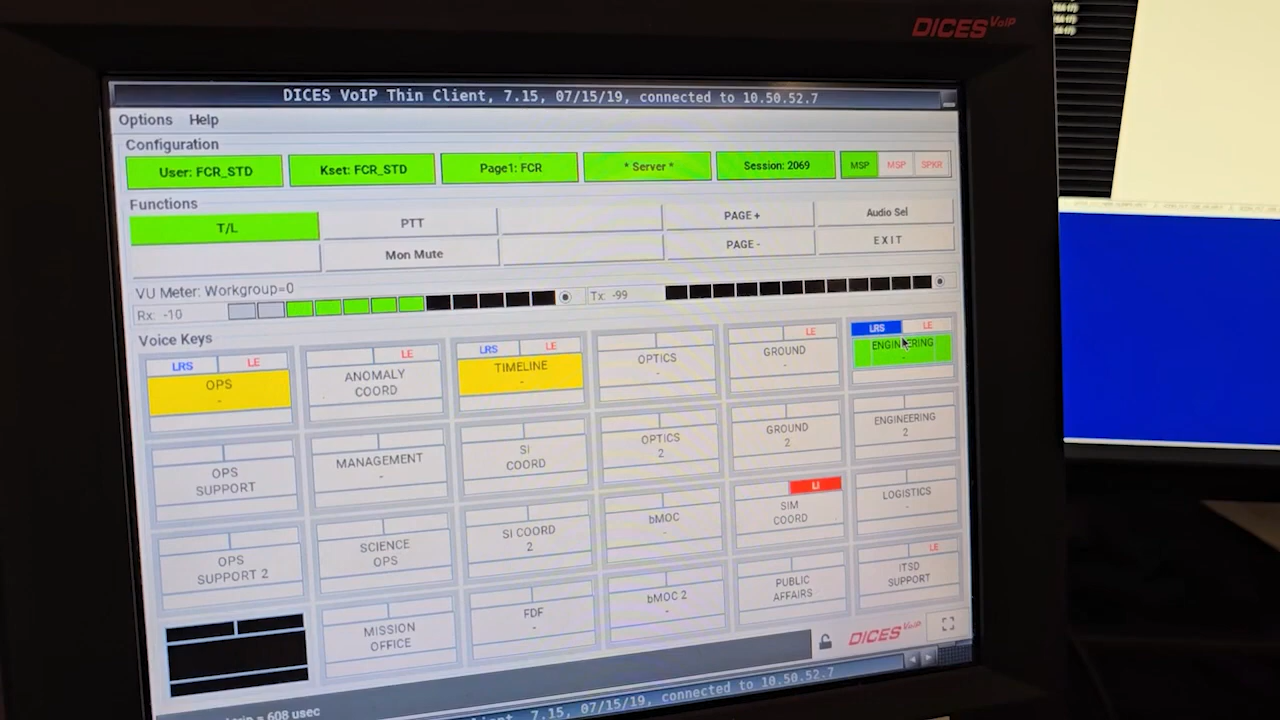 DICES VoIP
DICES VoIP Thin Client, 7.15, 07/15/19, connected to 10.50.52.7
Options Help
Configuration
User: FCR_STD Kset: FCR_STD Page1: FCR * Server * Session: 2069 MSP MSP SPKR
Functions
T/L PTT PAGE + Audio Sel
Mon Mute PAGE - EXIT
VU Meter: Workgroup=0
Rx: -10 Tx: -99
Voice Keys
LRS LE LE LRS LE LE LRS LE
OPS
-
ANOMALY
COORD
TIMELINE
-
OPTICS
-
GROUND
-
ENGINEERING
-
OPS
SUPPORT
MANAGEMENT
-
SI
COORD
OPTICS
2
GROUND
2
ENGINEERING
2
OPS
SUPPORT 2
SCIENCE
OPS
SI COORD
2
bMOC
-
LI
SIM
COORD
LOGISTICS
-
MISSION
OFFICE
FDF
-
bMOC 2
-
PUBLIC
AFFAIRS
LE
ITSD
SUPPORT
DICES VoIP
= 608 usec
Client, 7.15, 07/15/19, connected to 10.50.52.7